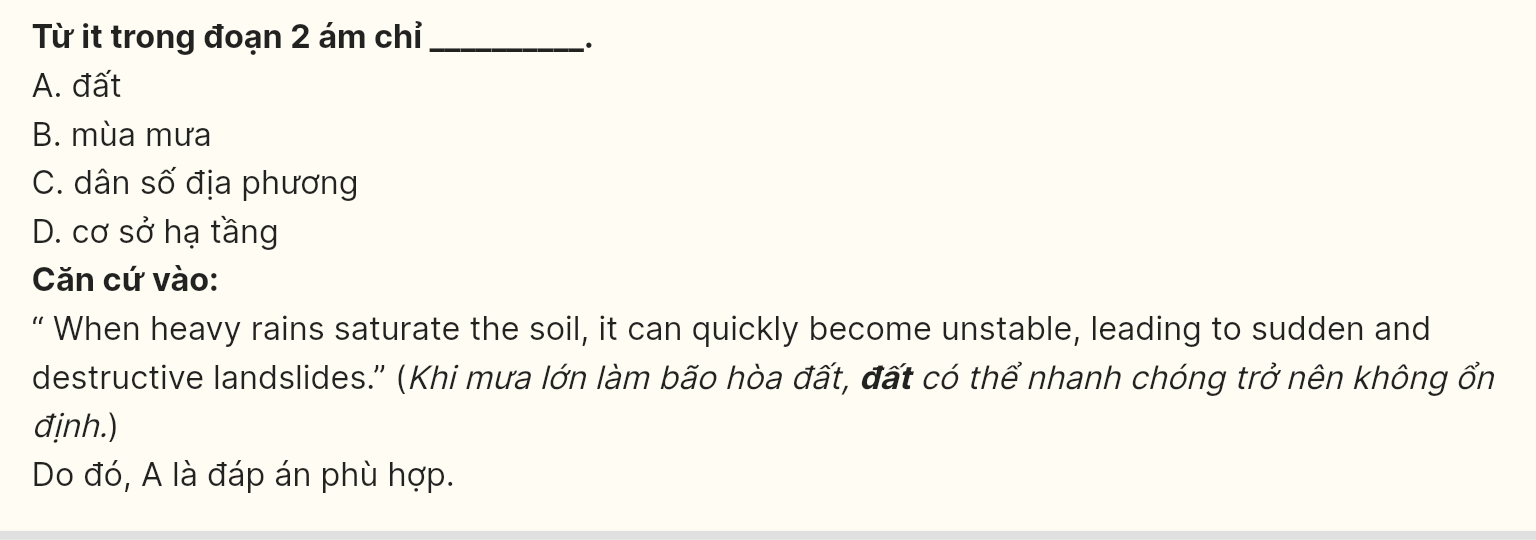 Từ it trong đoạn 2 ám chỉ __________.
A. đất
B. mùa mưa
C. dân số địa phương
D. cơ sở hạ tầng
Căn cứ vào:
“ When heavy rains saturate the soil, it can quickly become unstable, leading to sudden and
destructive landslides.” (Khi mưa lớn làm bão hòa đất, đất có thể nhanh chóng trở nên không ổn
định.)
Do đó, A là đáp án phù hợp.